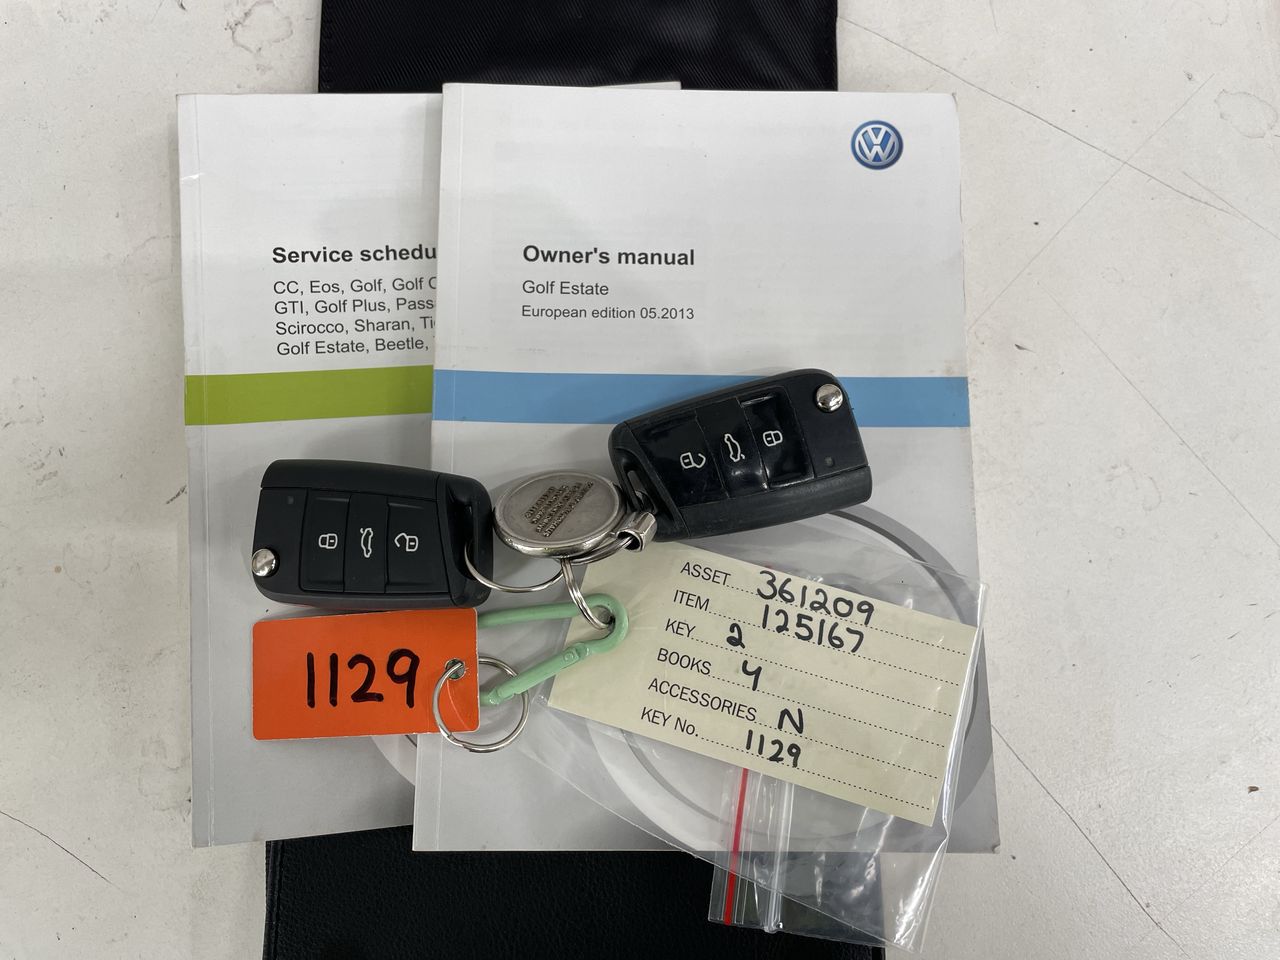 Service schedu
CC, Eos, Golf, Golf
GTI, Golf Plus, Pass
Scirocco, Sharan, Ti
Golf Estate, Beetle,
Owner's manual
Golf Estate
European edition 05.2013
1129
ASSET 361209
ITEM 125167
KEY 2
BOOKS 4
ACCESSORIES N
KEY No. 1129